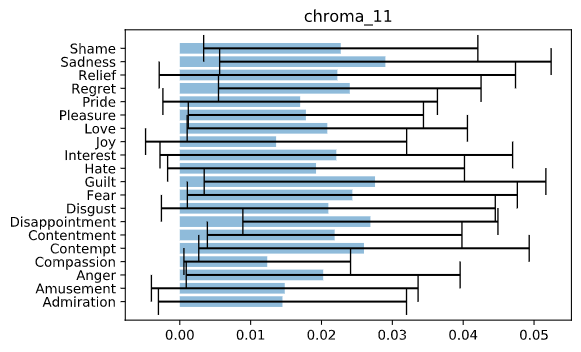 chroma_11
Shame
Sadness
Relief
Regret
Pride
Pleasure
Love
Joy
Interest
Hate
Guilt
Fear
Disgust
Disappointment
Contentment
Contempt
Compassion
Anger
Amusement
Admiration
0.00 0.01 0.02 0.03 0.04 0.05